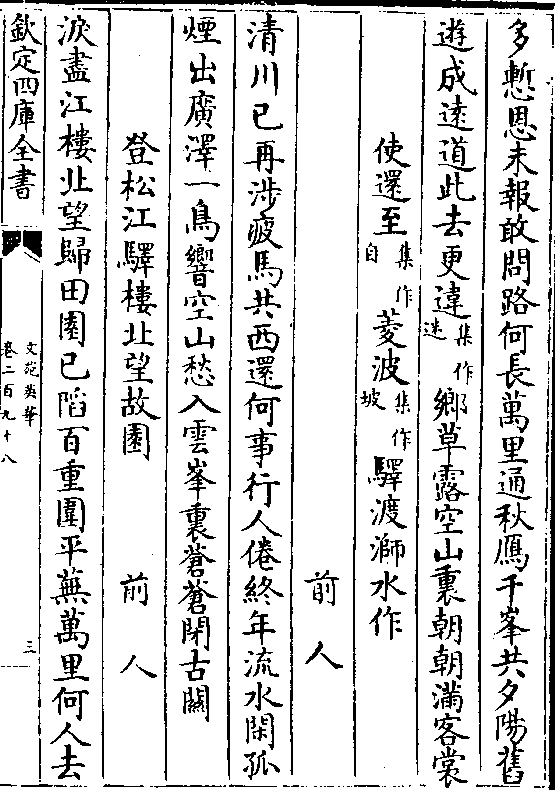 多慙恩未報敢問路何長萬里通秋鴈千峯共夕陽舊
遊成遠道此去更違集作迷鄉草露空山裏朝朝滿客裳
使還至集作自菱波集作坡驛渡溮水作
前人
清川已再涉疲馬共西還何事行人倦終年流水閑孤
煙出廣澤一鳥響空山愁入雲峯裏蒼蒼閉古關
登松江驛樓北望故園
前人
淚盡江樓北望歸田園已陷百重圍平蕪萬里何人去
欽定四庫全書
文苑英華
卷二百九十八
三